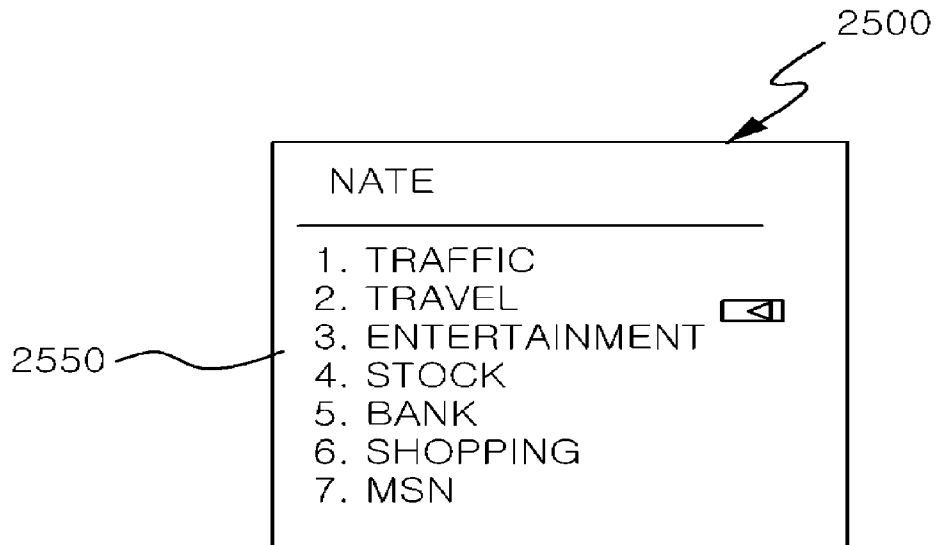 2500
NATE
1. TRAFFIC
2. TRAVEL
3. ENTERTAINMENT
2550
4. STOCK
5. BANK
6. SHOPPING
7. MSN